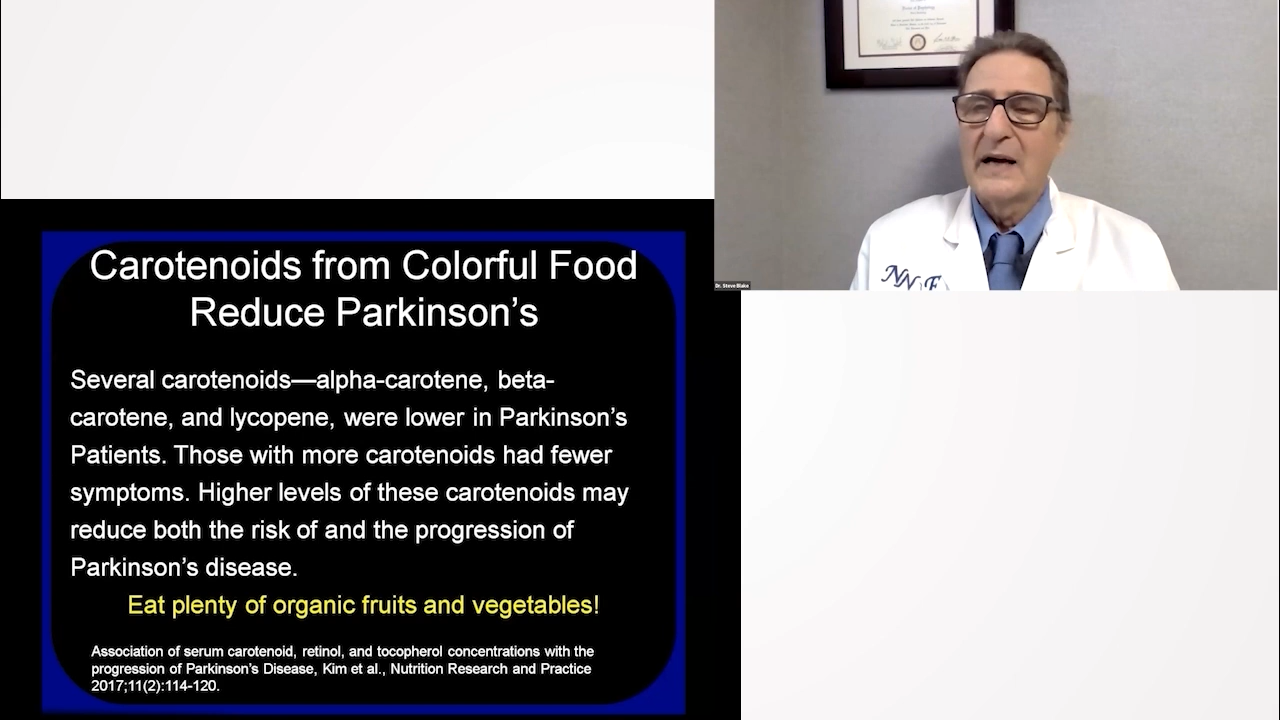 Carotenoids from Colorful Food
Reduce Parkinson's
Several carotenoids—alpha-carotene, beta-
carotene, and lycopene, were lower in Parkinson's
Patients. Those with more carotenoids had fewer
symptoms. Higher levels of these carotenoids may
reduce both the risk of and the progression of
Parkinson's disease.
Eat plenty of organic fruits and vegetables!
Association of serum carotenoid, retinol, and tocopherol concentrations with the
progression of Parkinson's Disease, Kim et al., Nutrition Research and Practice
2017;11(2):114-120.
NNRF
Dr. Steve Blake